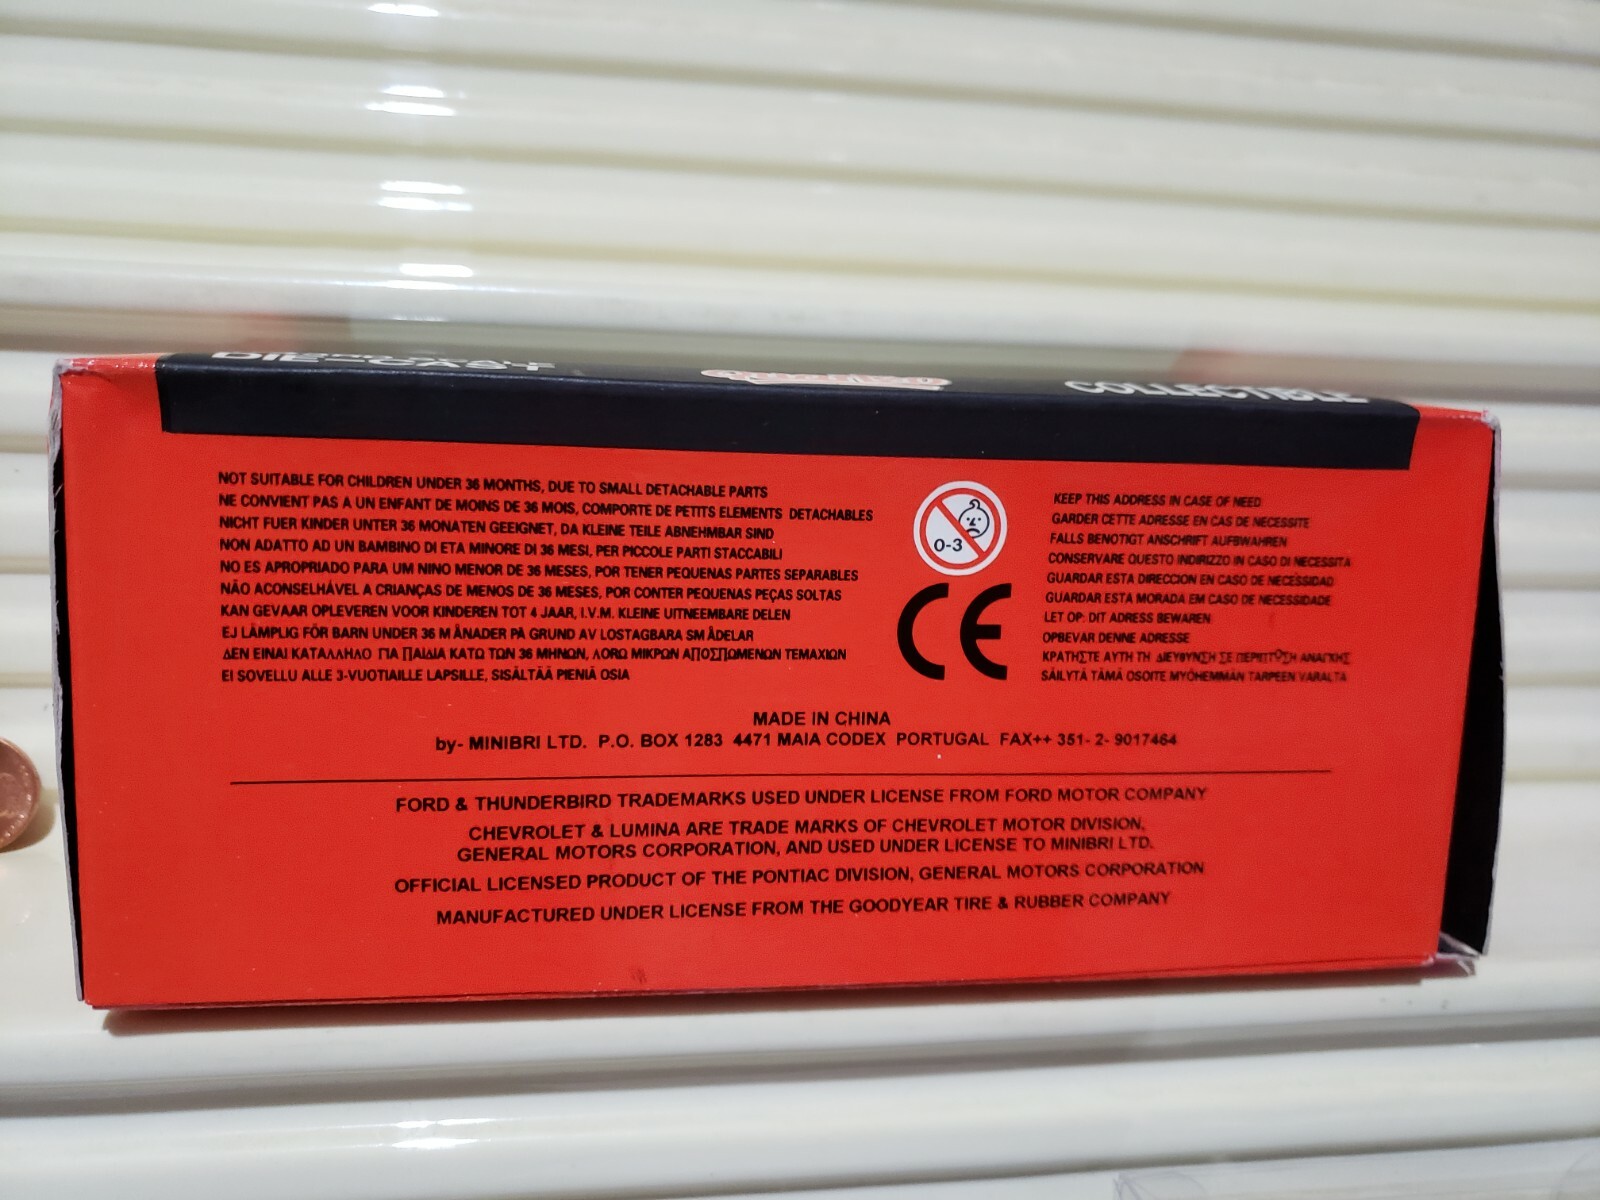 DIE-CAST
COLLECTIBLE
NOT SUITABLE FOR CHILDREN UNDER 36 MONTHS, DUE TO SMALL DETACHABLE PARTS
NE CONVIENT PAS A UN ENFANT DE MOINS DE 36 MOIS, COMPORTE DE PETITS ELEMENTS DETACHABLES
NICHT FUER KINDER UNTER 36 MONATEN GEEIGNET, DA KLEINE TEILE ABNEHMBAR SIND
NON ADATTO AD UN BAMBINO DI ETA MINORE DI 36 MESI, PER PICCOLE PARTI STACCABILI
NO ES APROPRIADO PARA UM NINO MENOR DE 36 MESES, POR TENER PEQUENAS PARTES SEPARABLES
NÃO ACONSELHÁVEL A CRIANÇAS DE MENOS DE 36 MESES, POR CONTER PEQUENAS PEÇAS SOLTAS
KAN GEVAAR OPLEVEREN VOOR KINDEREN TOT 4 JAAR, I.V.M. KLEINE UITNEEMBARE DELEN
EJ LÄMPLIG FÖR BARN UNDER 36 MÅNADER PÅ GRUND AV LOSTAGBARA SMÅDELAR
ΔΕΝ ΕΙΝΑΙ ΚΑΤΑΛΛΗΛΟ ΓΙΑ ΠΑΙΔΙΑ ΚΑΤΩ ΤΩΝ 36 ΜΗΝΩΝ, ΛΟΓΩ ΜΙΚΡΩΝ ΑΠΟΣΠΩΜΕΝΩΝ ΤΕΜΑΧΙΩΝ
EI SOVELLU ALLE 3-VUOTIAILLE LAPSILLE, SISÄLTÄÄ PIENIÄ OSIA
0-3
CE
KEEP THIS ADDRESS IN CASE OF NEED
GARDER CETTE ADRESSE EN CAS DE NECESSITE
FALLS BENOTIGT ANSCHRIFT AUFBWAHREN
CONSERVARE QUESTO INDIRIZZO IN CASO DI NECESSITA
GUARDAR ESTA DIRECCION EN CASO DE NECESSIDAD
GUARDAR ESTA MORADA EM CASO DE NECESSIDADE
LET OP: DIT ADRESS BEWAREN
OPBEVAR DENNE ADRESSE
ΚΡΑΤΗΣΤΕ ΑΥΤΗ ΤΗ ΔΙΕΥΘΥΝΣΗ ΣΕ ΠΕΡΙΠΤΩΣΗ ΑΝΑΓΚΗΣ
SÄILYTÄ TÄMÄ OSOITE MYÖHEMMÄN TARPEEN VARALTA
MADE IN CHINA
by- MINIBRI LTD. P.O. BOX 1283 4471 MAIA CODEX PORTUGAL FAX++ 351- 2- 9017464
FORD & THUNDERBIRD TRADEMARKS USED UNDER LICENSE FROM FORD MOTOR COMPANY
CHEVROLET & LUMINA ARE TRADE MARKS OF CHEVROLET MOTOR DIVISION,
GENERAL MOTORS CORPORATION, AND USED UNDER LICENSE TO MINIBRI LTD.
OFFICIAL LICENSED PRODUCT OF THE PONTIAC DIVISION, GENERAL MOTORS CORPORATION
MANUFACTURED UNDER LICENSE FROM THE GOODYEAR TIRE & RUBBER COMPANY